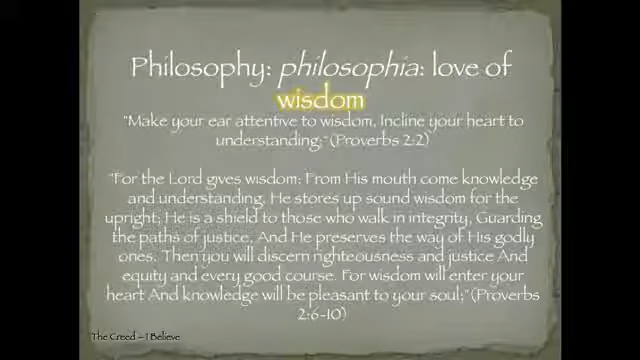 Philosophy: philosophia: love of
wisdom
"Make your ear attentive to wisdom, Incline your heart to
understanding;"(Proverbs 2:2)
"For the Lord gives wisdom; From His mouth come knowledge
and understanding. He stores up sound wisdom for the
upright; He is a shield to those who walk in integrity, Guarding
the paths of justice, And He preserves the way of His godly
ones. Then you will discern righteousness and justice And
equity and every good course. For wisdom will enter your
heart And knowledge will be pleasant to your soul;"(Proverbs
2:6-10)
The Creed – I Believe